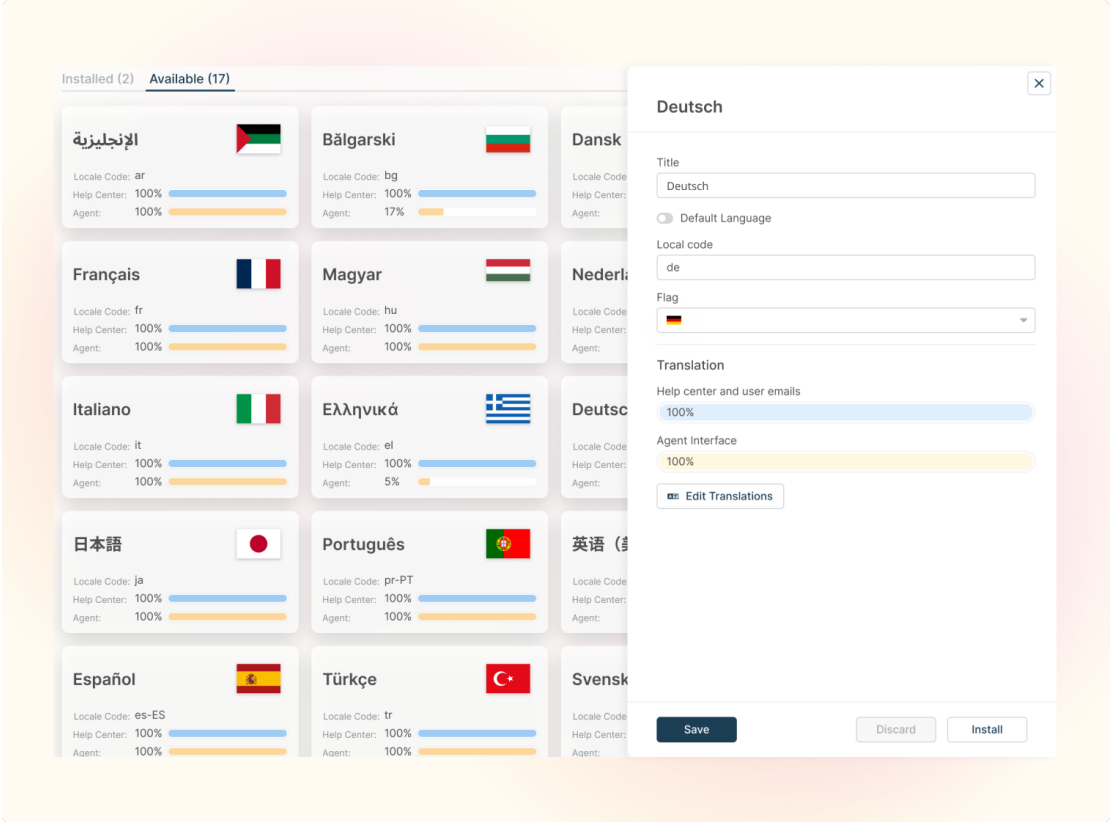 Installed (2) Available (17)
الإنجليزية
Locale Code: ar
Help Center: 100%
Agent: 100%
Bălgarski
Locale Code: bg
Help Center: 100%
Agent: 17%
Dansk
Locale Code
Help Center:
Agent:
Français
Locale Code: fr
Help Center: 100%
Agent: 100%
Magyar
Locale Code: hu
Help Center: 100%
Agent: 100%
Nederla
Locale Code
Help Center:
Agent:
Italiano
Locale Code: it
Help Center: 100%
Agent: 100%
Ελληνικά
Locale Code: el
Help Center: 100%
Agent: 5%
Deutsc
Locale Code
Help Center:
Agent:
日本語
Locale Code: ja
Help Center: 100%
Agent: 100%
Português
Locale Code: pr-PT
Help Center: 100%
Agent: 100%
英语（
Locale Code
Help Center:
Agent:
Español
Locale Code: es-ES
Help Center: 100%
Agent: 100%
Türkçe
Locale Code: tr
Help Center: 100%
Agent: 100%
Svensk
Locale Code
Help Center:
Agent:
Deutsch
Title
Deutsch
Default Language
Local code
de
Flag
Translation
Help center and user emails
100%
Agent Interface
100%
Edit Translations
Save
Discard
Install